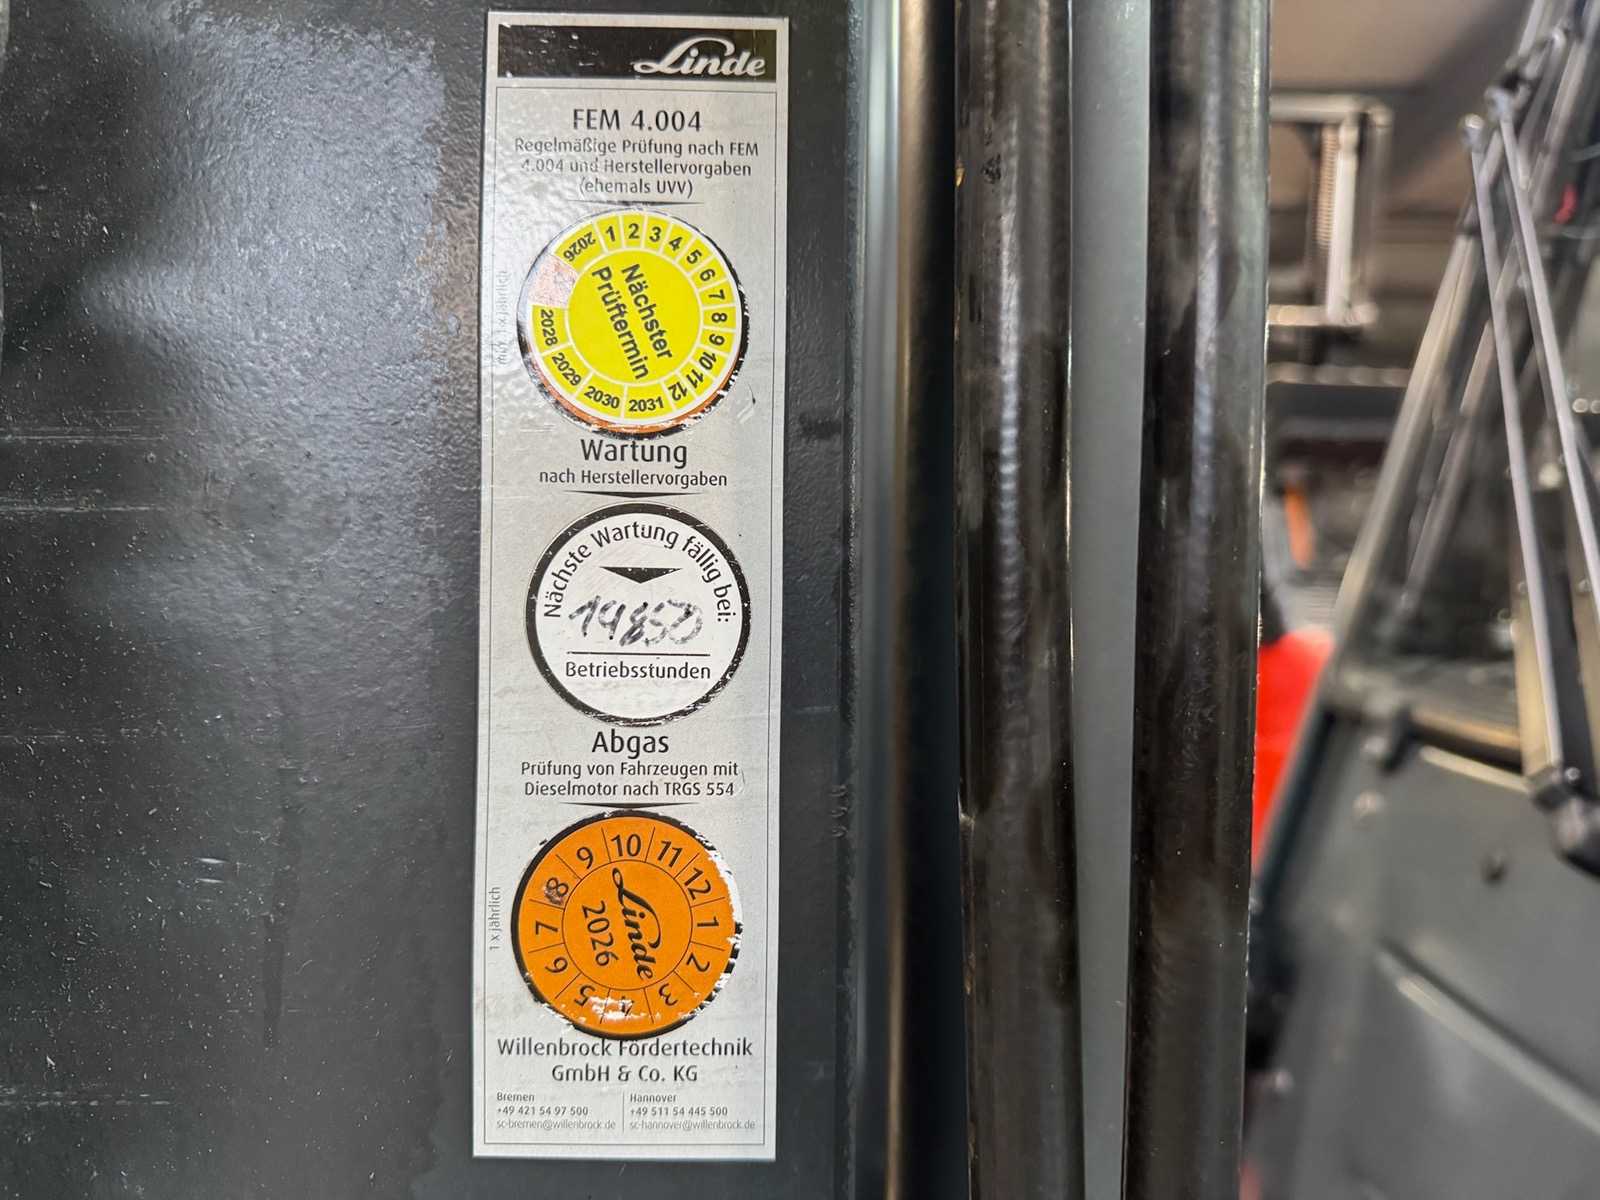 Linde
FEM 4.004
Regelmäßige Prüfung nach FEM
4.004 und Herstellervorgaben
(ehemals UVV)
1 x jährlich
2026 1 2 3 4 5 6 7 8 9 10 11 12 2031 2030 2029 2028
Nächster
Prüftermin
Wartung
nach Herstellervorgaben
Nächste Wartung fällig bei:
19850
Betriebsstunden
Abgas
Prüfung von Fahrzeugen mit
Dieselmotor nach TRGS 554
1 x jährlich
1 2 3 4 5 6 7 8 9 10 11 12
Linde
2026
Willenbrock Fördertechnik
GmbH & Co. KG
Bremen
+49 421 54 97 500
sc-bremen@willenbrock.de
Hannover
+49 511 54 445 500
sc-hannover@willenbrock.de